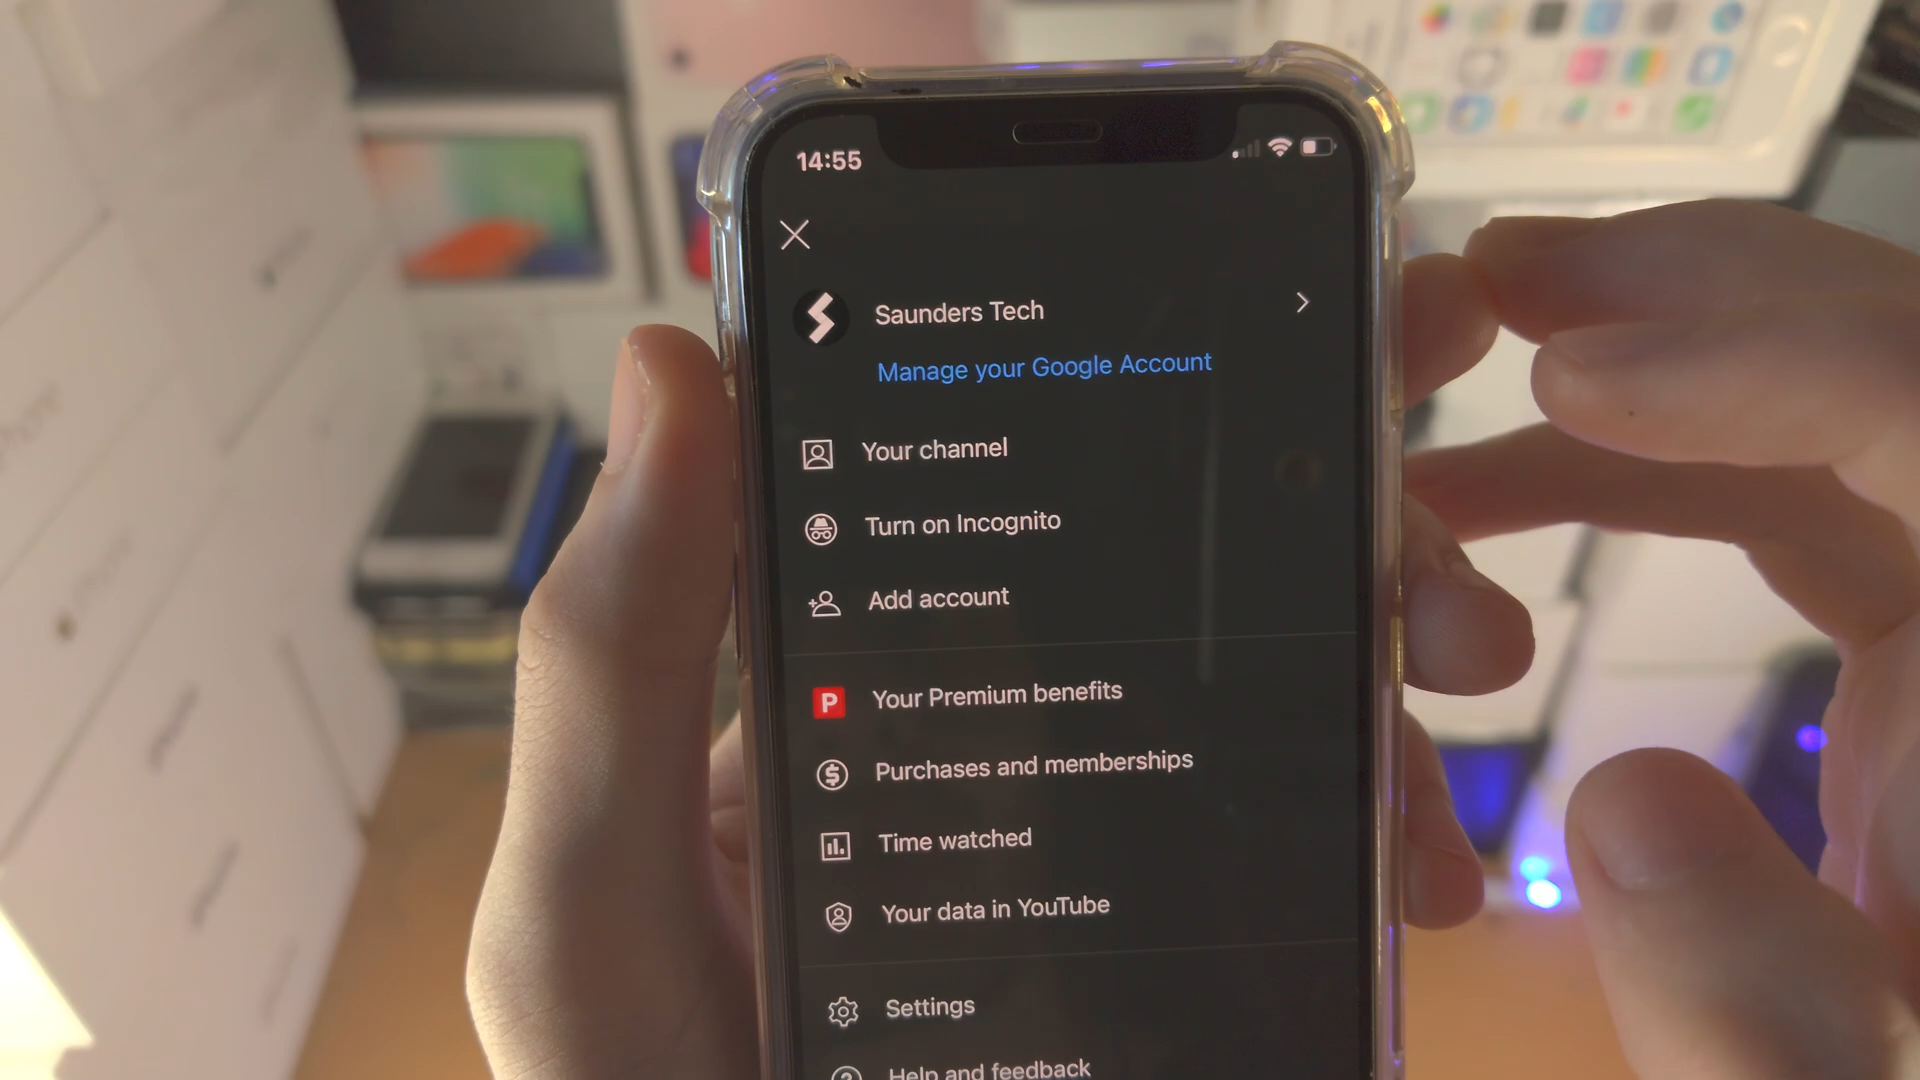 14:55
Saunders Tech
Manage your Google Account
Your channel
Turn on Incognito
Add account
P
Your Premium benefits
Purchases and memberships
Time watched
Your data in YouTube
Settings
Help and feedback